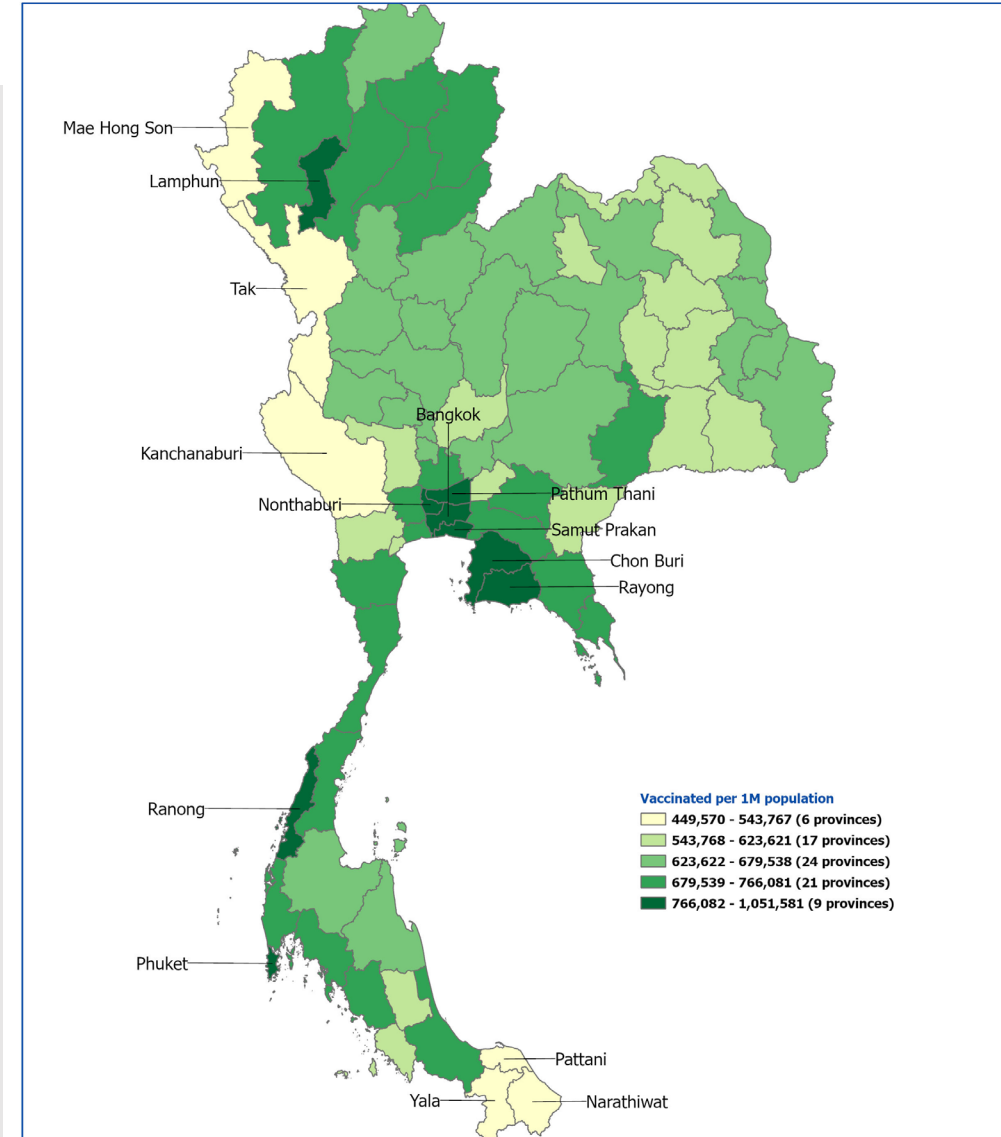 Mae Hong Son
Lamphun
Tak
Bangkok
Kanchanaburi
Pathum Thani
Nonthaburi
Samut Prakan
Chon Buri
Rayong
Ranong
Vaccinated per 1M population
449,570 - 543,767 (6 provinces)
543,768 - 623,621 (17 provinces)
623,622 - 679,538 (24 provinces)
679,539 - 766,081 (21 provinces)
766,082 - 1,051,581 (9 provinces)
Phuket
Pattani
Yala
Narathiwat